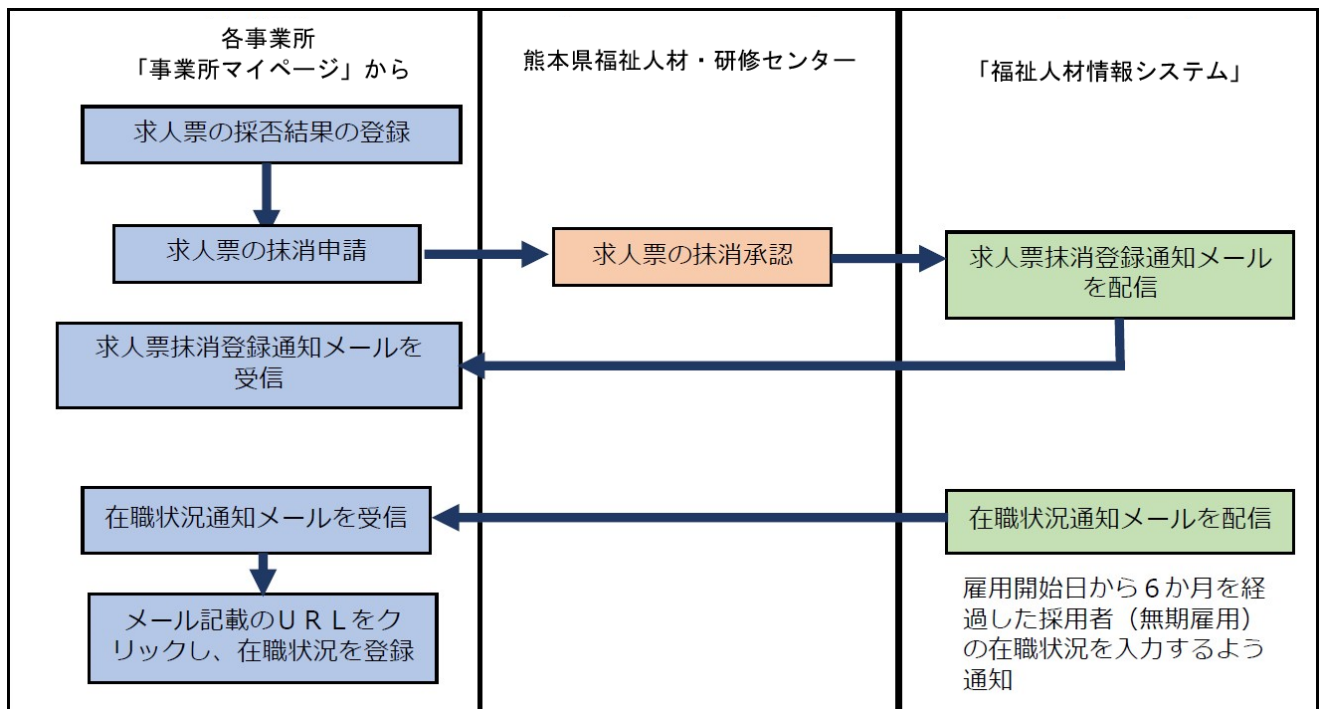 各事業所
「事業所マイページ」から
熊本県福祉人材・研修センター
「福祉人材情報システム」
求人票の採否結果の登録
求人票の抹消申請
求人票の抹消承認
求人票抹消登録通知メール
を配信
求人票抹消登録通知メールを
受信
在職状況通知メールを受信
在職状況通知メールを配信
メール記載のＵＲＬをク
リックし、在職状況を登録
雇用開始日から６か月を経
過した採用者（無期雇用）
の在職状況を入力するよう
通知